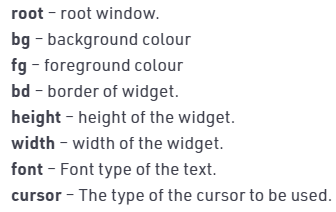 root – root window.
bg – background colour
fg – foreground colour
bd – border of widget.
height – height of the widget.
width – width of the widget.
font – Font type of the text.
cursor – The type of the cursor to be used.